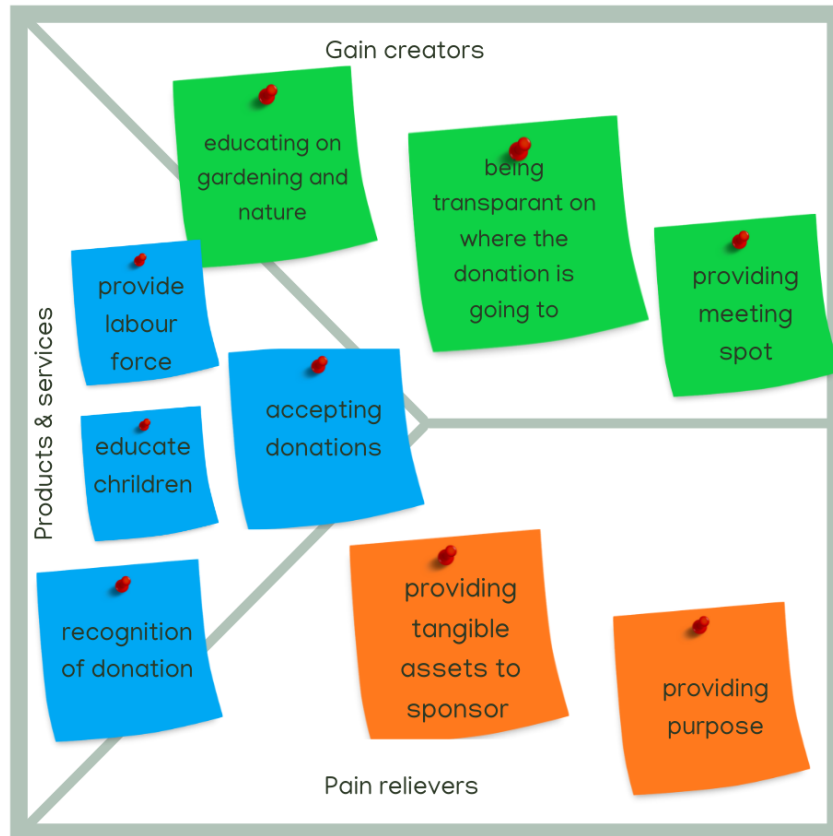 Gain creators
educating on
gardening and
nature
being
transparant on
where the
donation is
going to
providing
meeting
spot
Products & services
provide
labour
force
accepting
donations
educate
chrildren
recognition
of donation
providing
tangible
assets to
sponsor
providing
purpose
Pain relievers